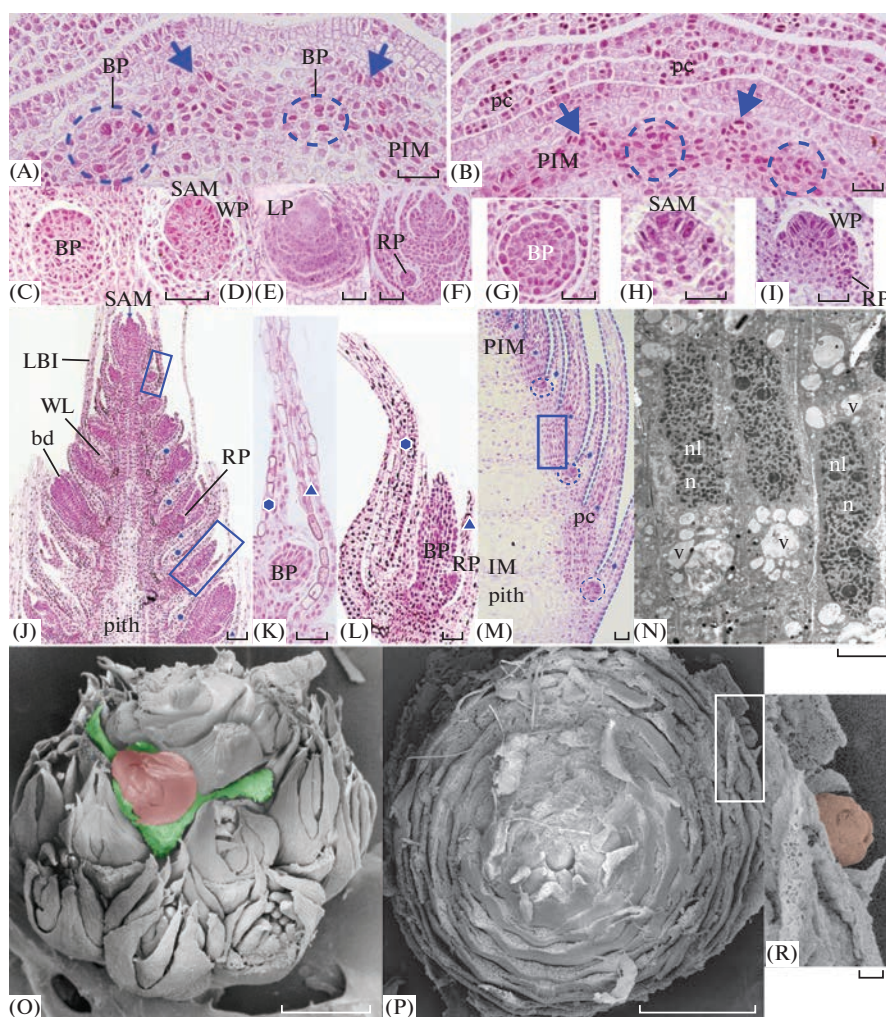 BP BP
PIM
(A)
pc
pc
PIM
(B)
BP
(C)
SAM
WP
(D)
LP
(E)
RP
(F)
BP
(G)
SAM
(H)
WP
RP
(I)
SAM
LBI
WL
bd
RP
pith
(J)
BP
(K)
BP
RP
(L)
PIM
pc
IM
pith
(M)
v
nl
nl
n
n
v
v
(N)
(O)
(P)
(R)